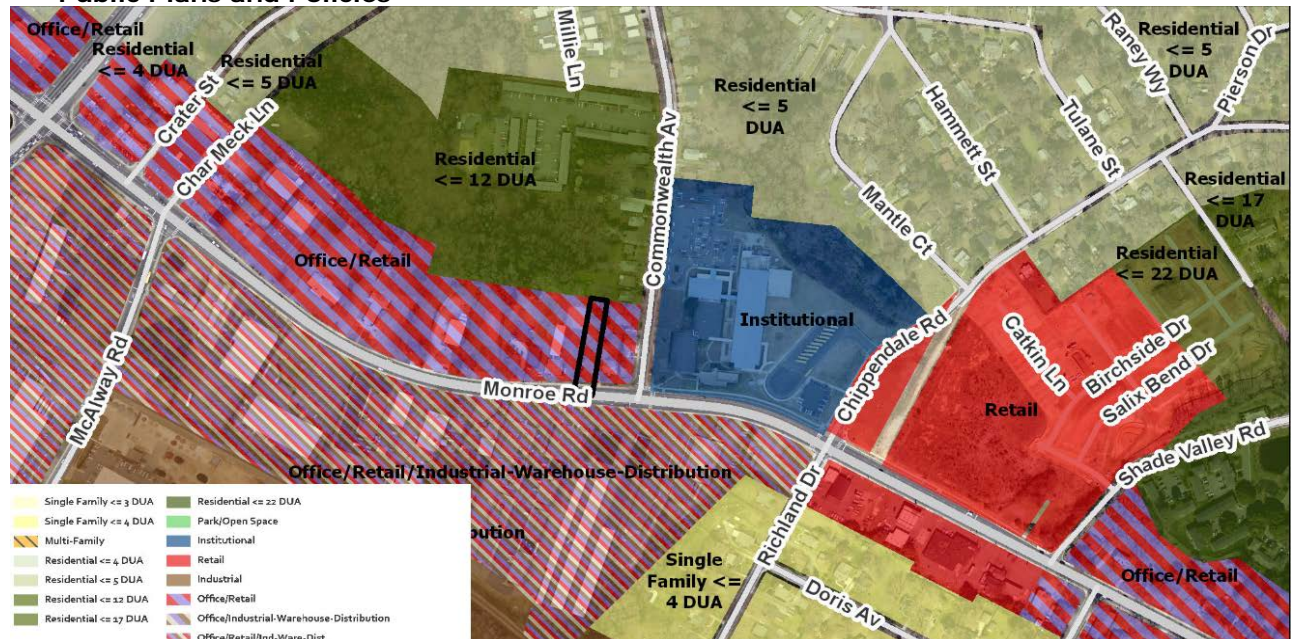 Public Plans and Policies
Office/Retail
Residential
<= 4 DUA
Residential
<= 5 DUA
Crater St
Char Meck Ln
Millie Ln
Residential
<= 12 DUA
Commonwealth Av
Residential
<= 5
DUA
Hammett St
Tulane St
Raney Wy
Residential
<= 5
DUA
Pierson Dr
Mantle Ct
Residential
<= 17
DUA
Residential
<= 22 DUA
Office/Retail
Institutional
Chippendale Rd
Catkin Ln
Birchside Dr
Salix Bend Dr
Retail
McAlway Rd
Monroe Rd
Shade Valley Rd
Office/Retail/Industrial-Warehouse-Distribution
bution
Richland Dr
Single
Family <=
4 DUA
Doris Av
Office/Retail
Single Family <= 3 DUA
Single Family <= 4 DUA
Multi-Family
Residential <= 4 DUA
Residential <= 5 DUA
Residential <= 12 DUA
Residential <= 17 DUA
Residential <= 22 DUA
Park/Open Space
Institutional
Retail
Industrial
Office/Retail
Office/Industrial-Warehouse-Distribution
Office/Retail/Ind-Ware-Dist